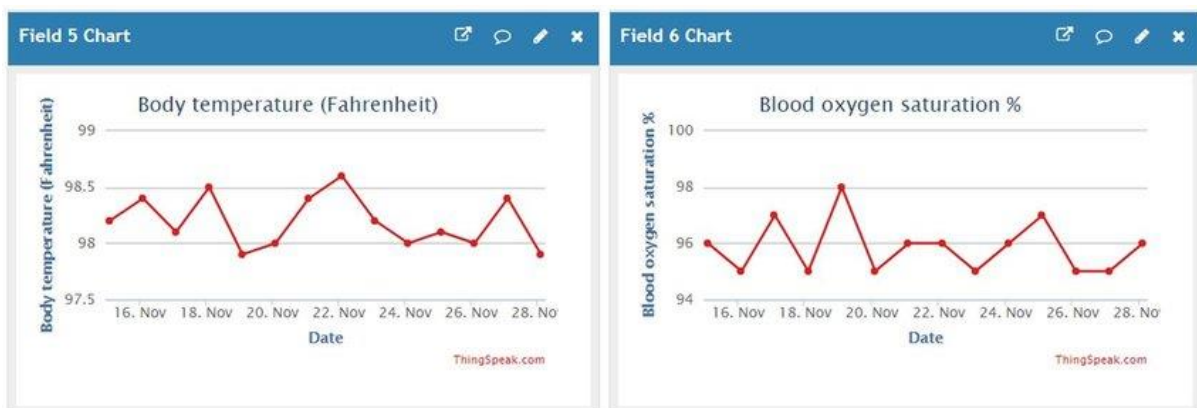 Field 5 Chart
Body temperature (Fahrenheit)
Body temperature (Fahrenheit)
99
98.5
98
97.5
16. Nov 18. Nov 20. Nov 22. Nov 24. Nov 26. Nov 28. No
Date
ThingSpeak.com
Field 6 Chart
Blood oxygen saturation %
Blood oxygen saturation %
100
98
96
94
16. Nov 18. Nov 20. Nov 22. Nov 24. Nov 26. Nov 28. No
Date
ThingSpeak.com